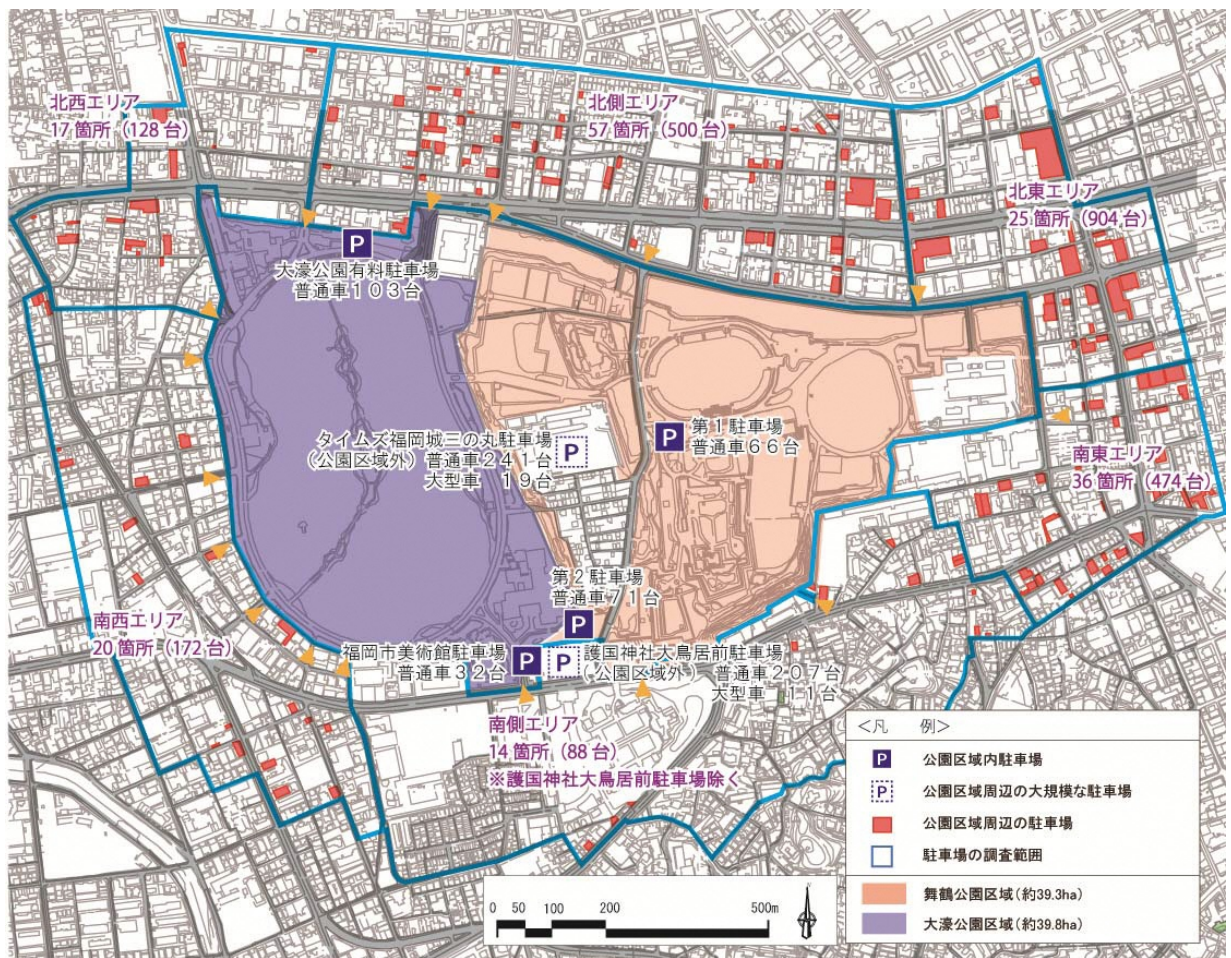 北西エリア
17箇所（128台）
北側エリア
57箇所（500台）
北東エリア
25箇所（904台）
P
大濠公園有料駐車場
普通車１０３台
タイムズ福岡城三の丸駐車場
（公園区域外） 普通車２４１台
大型車　１９台
P
P
第１駐車場
普通車６６台
南東エリア
36箇所（474台）
第２駐車場
普通車７１台
P
南西エリア
20箇所（172台）
福岡市美術館駐車場
普通車３２台
P
P
護国神社大鳥居前駐車場
（公園区域外） 普通車２０７台
大型車　１１台
南側エリア
14箇所（88台）
※護国神社大鳥居前駐車場除く
＜凡　例＞
P 公園区域内駐車場
P 公園区域周辺の大規模な駐車場
公園区域周辺の駐車場
駐車場の調査範囲
舞鶴公園区域（約39.3ha）
大濠公園区域（約39.8ha）
0 50 100 200 500m